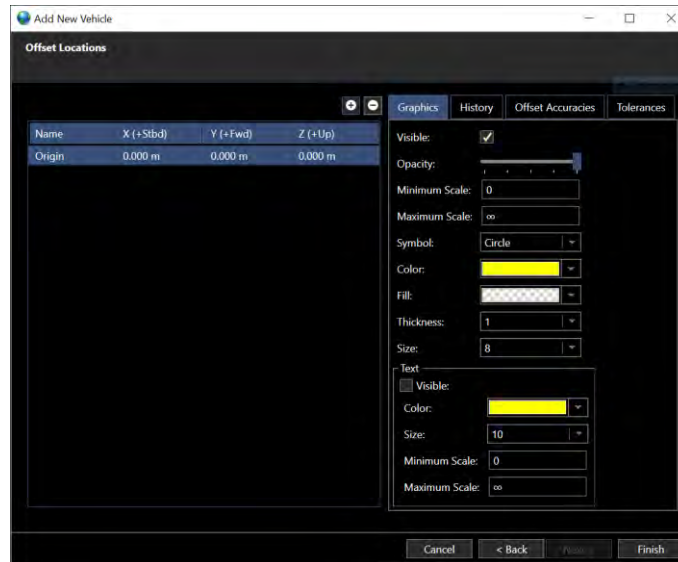 Add New Vehicle
Offset Locations
Graphics History Offset Accuracies Tolerances
Name X (+Stbd) Y (+Fwd) Z (+Up)
Origin 0.000 m 0.000 m 0.000 m
Visible:
Opacity:
Minimum Scale: 0
Maximum Scale: ∞
Symbol: Circle
Color:
Fill:
Thickness: 1
Size: 8
Text
Visible:
Color:
Size: 10
Minimum Scale: 0
Maximum Scale: ∞
Cancel < Back Finish